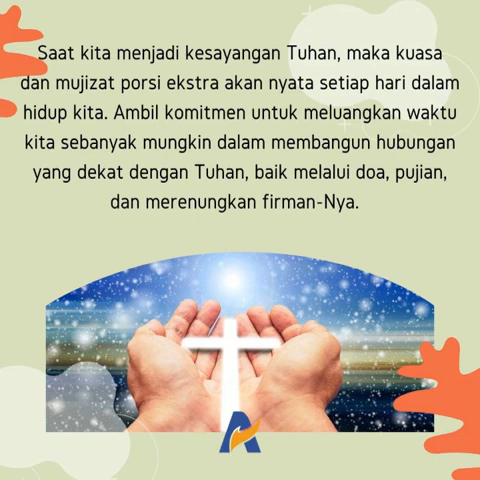 Saat kita menjadi kesayangan Tuhan, maka kuasa
dan mujizat porsi ekstra akan nyata setiap hari dalam
hidup kita. Ambil komitmen untuk meluangkan waktu
kita sebanyak mungkin dalam membangun hubungan
yang dekat dengan Tuhan, baik melalui doa, pujian,
dan merenungkan firman-Nya.